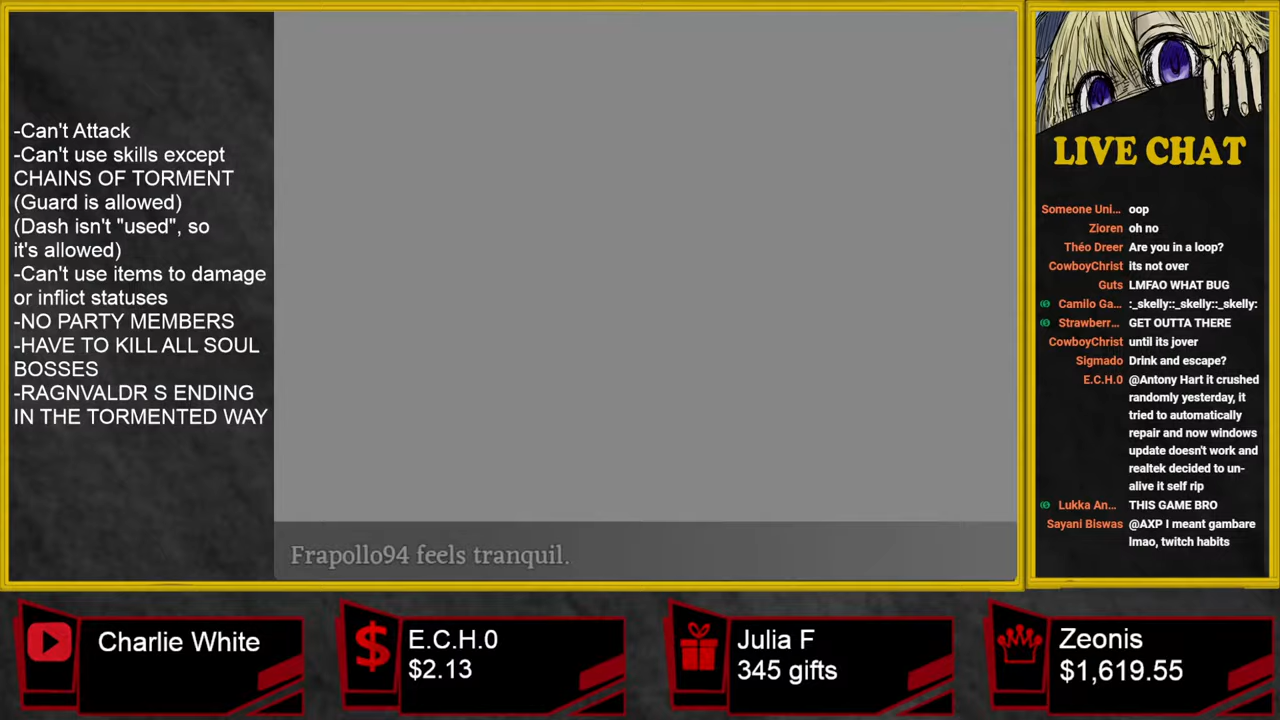 -Can't Attack
-Can't use skills except
CHAINS OF TORMENT
(Guard is allowed)
(Dash isn't "used", so
it's allowed)
-Can't use items to damage
or inflict statuses
-NO PARTY MEMBERS
-HAVE TO KILL ALL SOUL
BOSSES
-RAGNVALDR S ENDING
IN THE TORMENTED WAY
Frapollo94 feels tranquil.
LIVE CHAT
Someone Uni... oop
Zioren oh no
Théo Dreer Are you in a loop?
CowboyChrist its not over
Guts LMFAO WHAT BUG
Camilo Ga... :_skelly::_skelly::_skelly:
Strawberr... GET OUTTA THERE
CowboyChrist until its jover
Sigmado Drink and escape?
E.C.H.0 @Antony Hart it crushed
randomly yesterday, it
tried to automatically
repair and now windows
update doesn't work and
realtek decided to un-
alive it self rip
Lukka An... THIS GAME BRO
Sayani Biswas @AXP I meant gambare
lmao, twitch habits
Charlie White
E.C.H.0
$2.13
Julia F
345 gifts
Zeonis
$1,619.55